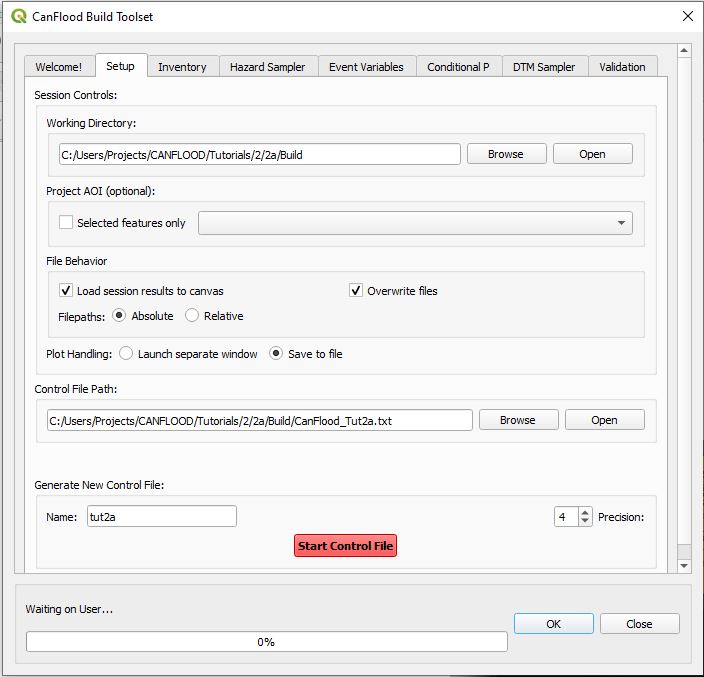 CanFlood Build Toolset
Welcome! Setup Inventory Hazard Sampler Event Variables Conditional P DTM Sampler Validation
Session Controls:
Working Directory:
C:/Users/Projects/CANFLOOD/Tutorials/2/2a/Build Browse Open
Project AOI (optional):
Selected features only
File Behavior
Load session results to canvas Overwrite files
Filepaths: Absolute Relative
Plot Handling: Launch separate window Save to file
Control File Path:
C:/Users/Projects/CANFLOOD/Tutorials/2/2a/Build/CanFlood_Tut2a.txt Browse Open
Generate New Control File:
Name: tut2a 4 Precision:
Start Control File
Waiting on User...
OK Close
0%